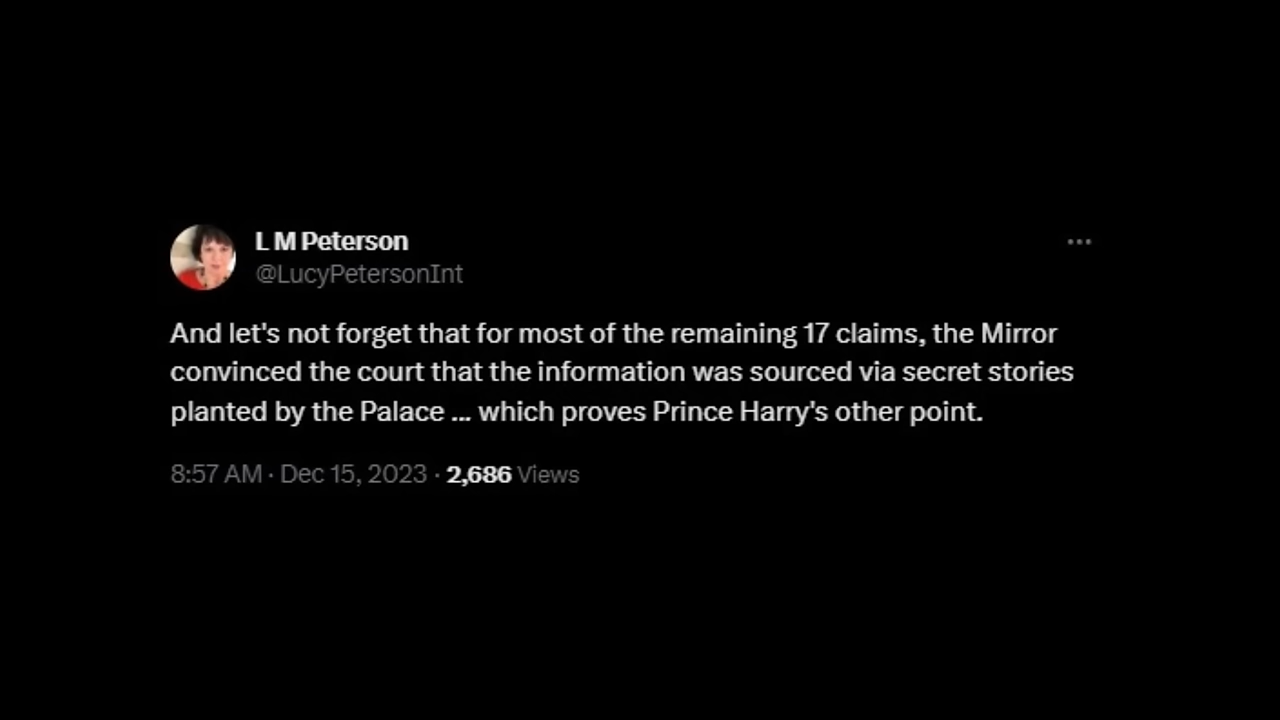 L M Peterson
@LucyPetersonInt
And let's not forget that for most of the remaining 17 claims, the Mirror
convinced the court that the information was sourced via secret stories
planted by the Palace ... which proves Prince Harry's other point.
8:57 AM · Dec 15, 2023 · 2,686 Views